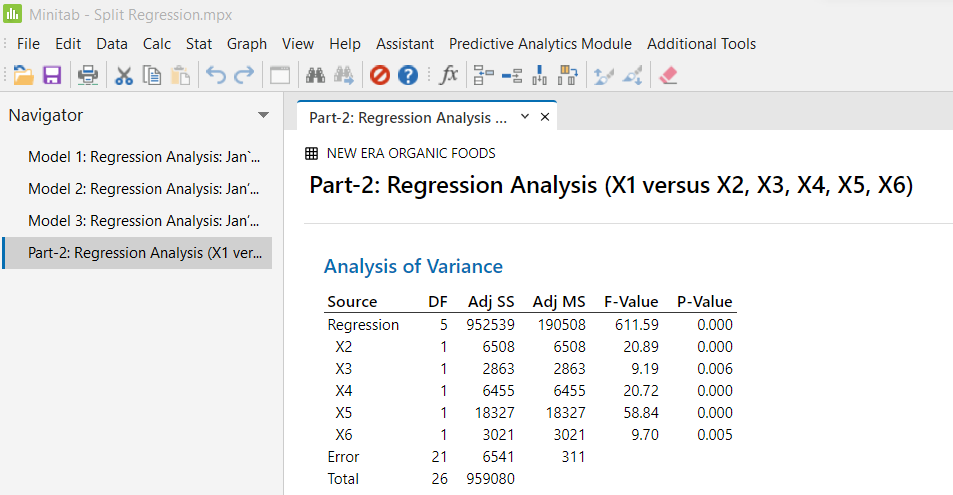 Minitab - Split Regression.mpx
File Edit Data Calc Stat Graph View Help Assistant Predictive Analytics Module Additional Tools
Navigator
Model 1: Regression Analysis: Jan`...
Model 2: Regression Analysis: Jan'...
Model 3: Regression Analysis: Jan'...
Part-2: Regression Analysis (X1 ver...
Part-2: Regression Analysis ...
NEW ERA ORGANIC FOODS
Part-2: Regression Analysis (X1 versus X2, X3, X4, X5, X6)
Analysis of Variance
Source DF Adj SS Adj MS F-Value P-Value
Regression 5 952539 190508 611.59 0.000
X2 1 6508 6508 20.89 0.000
X3 1 2863 2863 9.19 0.006
X4 1 6455 6455 20.72 0.000
X5 1 18327 18327 58.84 0.000
X6 1 3021 3021 9.70 0.005
Error 21 6541 311
Total 26 959080